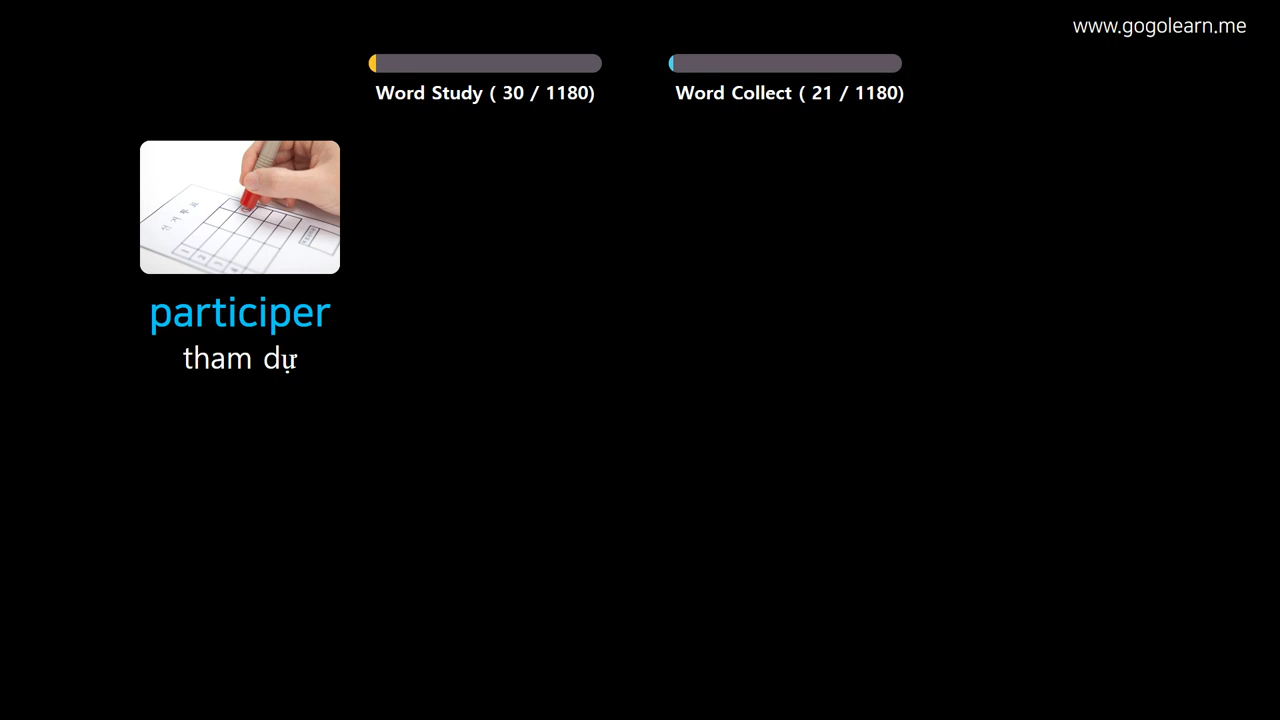 www.gogolearn.me
Word Study ( 30 / 1180)
Word Collect ( 21 / 1180)
participer
tham dự